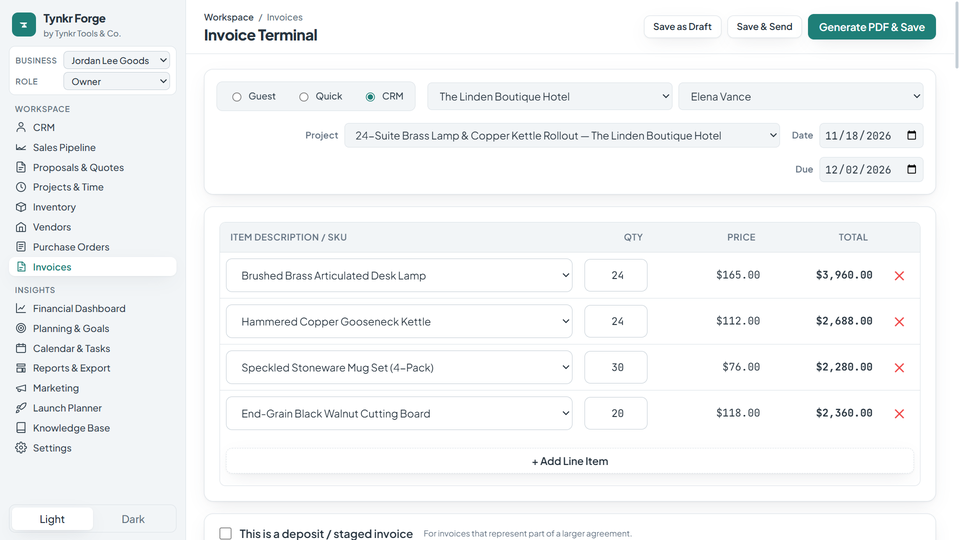 Tynkr Forge
by Tynkr Tools & Co.
BUSINESS Jordan Lee Goods
ROLE Owner
WORKSPACE
CRM
Sales Pipeline
Proposals & Quotes
Projects & Time
Inventory
Vendors
Purchase Orders
Invoices
INSIGHTS
Financial Dashboard
Planning & Goals
Calendar & Tasks
Reports & Export
Marketing
Launch Planner
Knowledge Base
Settings
Light Dark
Workspace / Invoices
Invoice Terminal
Save as Draft Save & Send Generate PDF & Save
Guest Quick CRM The Linden Boutique Hotel Elena Vance
Project 24–Suite Brass Lamp & Copper Kettle Rollout — The Linden Boutique Hotel Date 11/18/2026
Due 12/02/2026
ITEM DESCRIPTION / SKU QTY PRICE TOTAL
Brushed Brass Articulated Desk Lamp 24 $165.00 $3,960.00
Hammered Copper Gooseneck Kettle 24 $112.00 $2,688.00
Speckled Stoneware Mug Set (4–Pack) 30 $76.00 $2,280.00
End-Grain Black Walnut Cutting Board 20 $118.00 $2,360.00
+ Add Line Item
This is a deposit / staged invoice For invoices that represent part of a larger agreement.